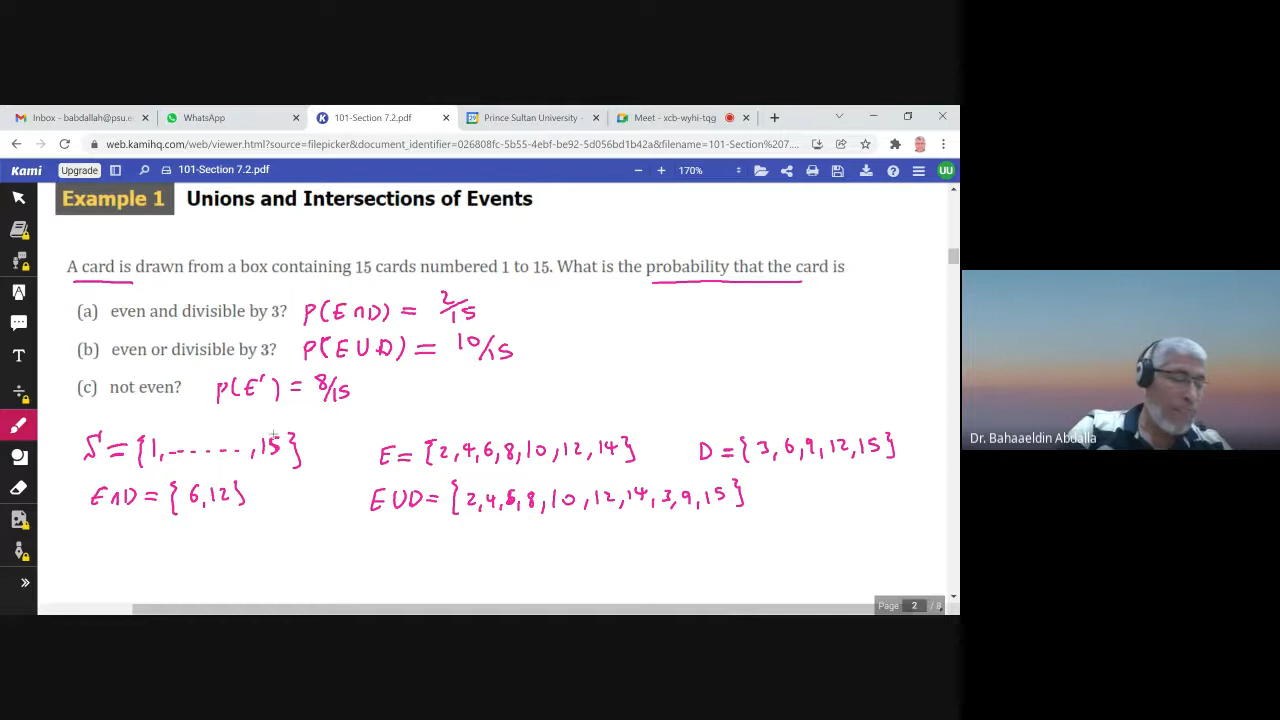 Inbox - babdallah@psu.e
WhatsApp
101-Section 7.2.pdf
Prince Sultan University -
Meet - xcb-wyhi-tqg
web.kamihq.com/web/viewer.html?source=filepicker&document_identifier=026808fc-5b55-4ebf-be92-5d056bd1b42a&filename=101-Section%207.2....
Kami Upgrade 101-Section 7.2.pdf 170% UU
Example 1 Unions and Intersections of Events
A card is drawn from a box containing 15 cards numbered 1 to 15. What is the probability that the card is
(a) even and divisible by 3? P(E∩D) = 2/15
(b) even or divisible by 3? P(E∪D) = 10/15
(c) not even? P(E') = 8/15
S = {1,......,15} E = {2,4,6,8,10,12,14} D = {3,6,9,12,15}
E∩D = {6,12} E∪D = {2,4,6,8,10,12,14,3,9,15}
Dr. Bahaaeldin Abdalla
Page 2 / 8